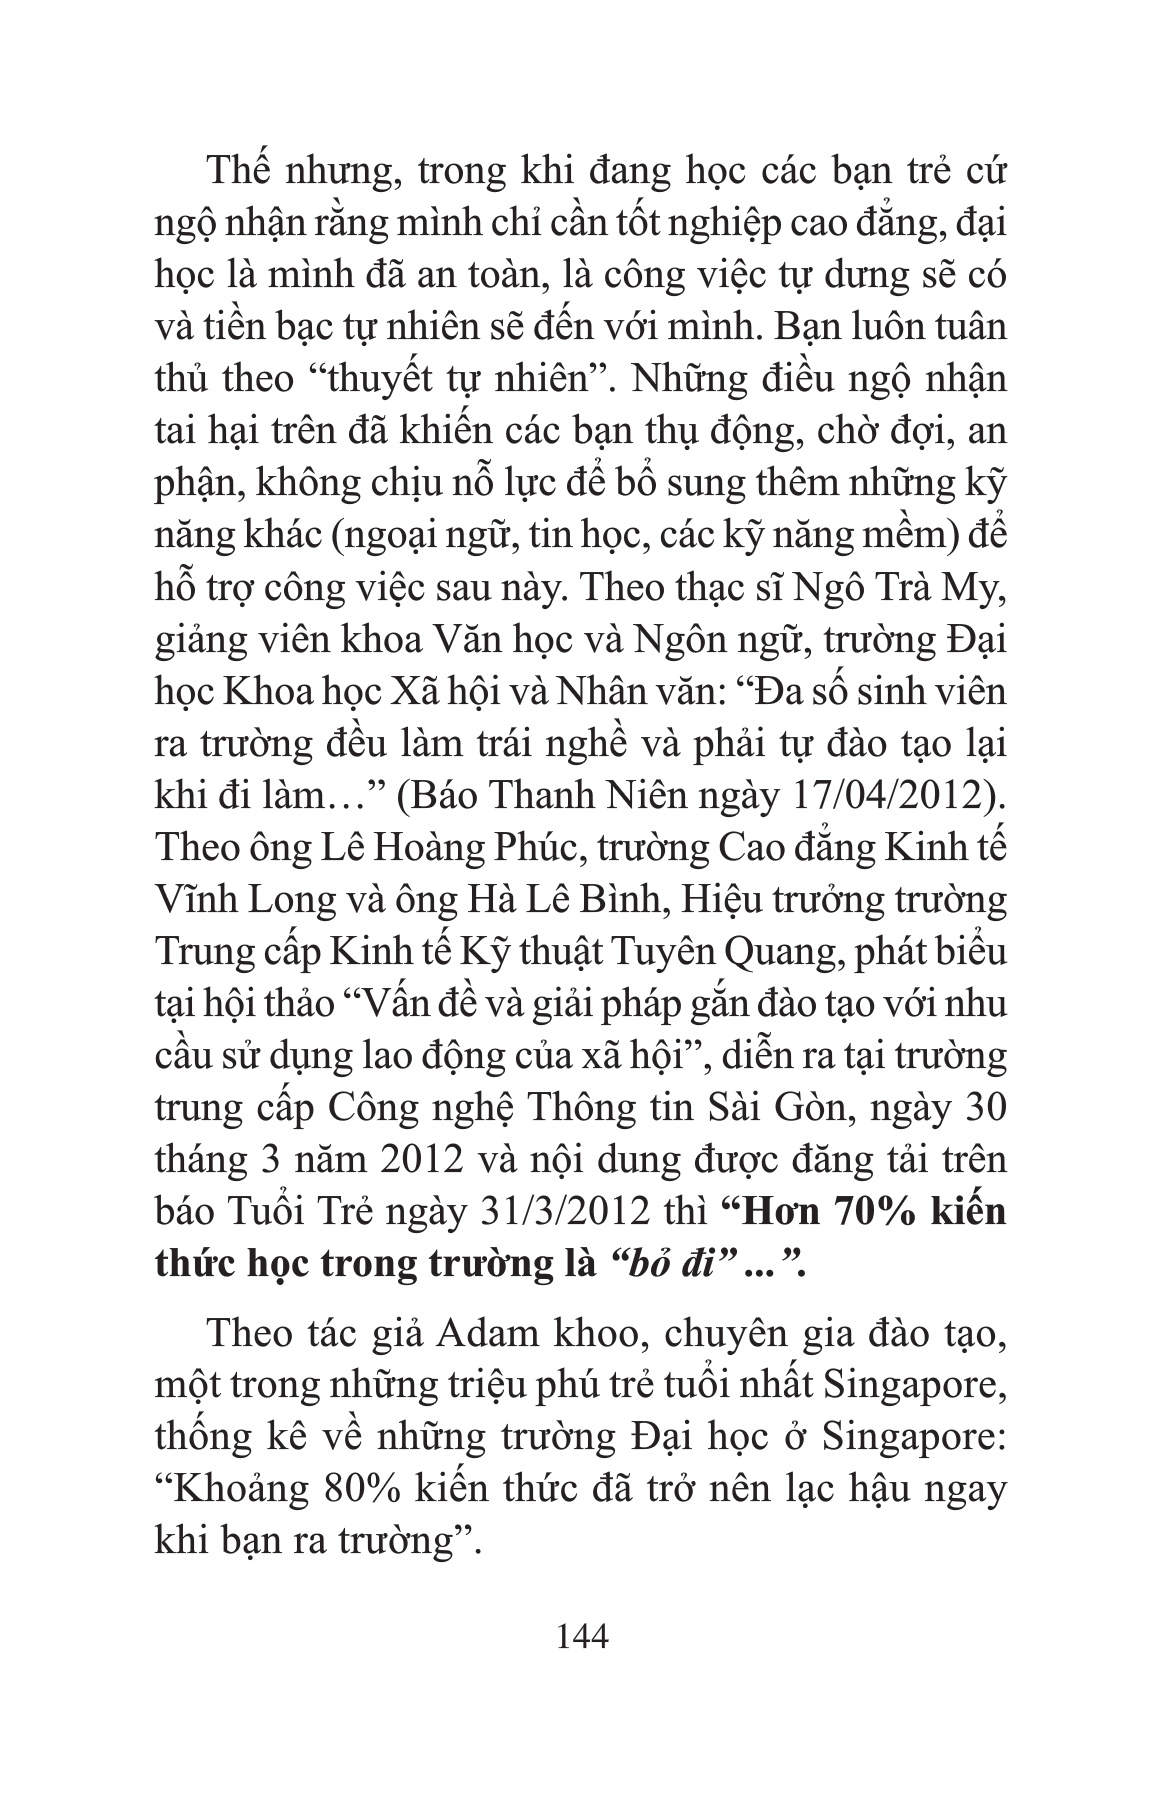 Thế nhưng, trong khi đang học các bạn trẻ cứ
ngộ nhận rằng mình chỉ cần tốt nghiệp cao đẳng, đại
học là mình đã an toàn, là công việc tự dưng sẽ có
và tiền bạc tự nhiên sẽ đến với mình. Bạn luôn tuân
thủ theo “thuyết tự nhiên”. Những điều ngộ nhận
tai hại trên đã khiến các bạn thụ động, chờ đợi, an
phận, không chịu nỗ lực để bổ sung thêm những kỹ
năng khác (ngoại ngữ, tin học, các kỹ năng mềm) để
hỗ trợ công việc sau này. Theo thạc sĩ Ngô Trà My,
giảng viên khoa Văn học và Ngôn ngữ, trường Đại
học Khoa học Xã hội và Nhân văn: “Đa số sinh viên
ra trường đều làm trái nghề và phải tự đào tạo lại
khi đi làm…” (Báo Thanh Niên ngày 17/04/2012).
Theo ông Lê Hoàng Phúc, trường Cao đẳng Kinh tế
Vĩnh Long và ông Hà Lê Bình, Hiệu trưởng trường
Trung cấp Kinh tế Kỹ thuật Tuyên Quang, phát biểu
tại hội thảo “Vấn đề và giải pháp gắn đào tạo với nhu
cầu sử dụng lao động của xã hội”, diễn ra tại trường
trung cấp Công nghệ Thông tin Sài Gòn, ngày 30
tháng 3 năm 2012 và nội dung được đăng tải trên
báo Tuổi Trẻ ngày 31/3/2012 thì “Hơn 70% kiến
thức học trong trường là “bỏ đi” ...”.
Theo tác giả Adam khoo, chuyên gia đào tạo,
một trong những triệu phú trẻ tuổi nhất Singapore,
thống kê về những trường Đại học ở Singapore:
“Khoảng 80% kiến thức đã trở nên lạc hậu ngay
khi bạn ra trường”.
144